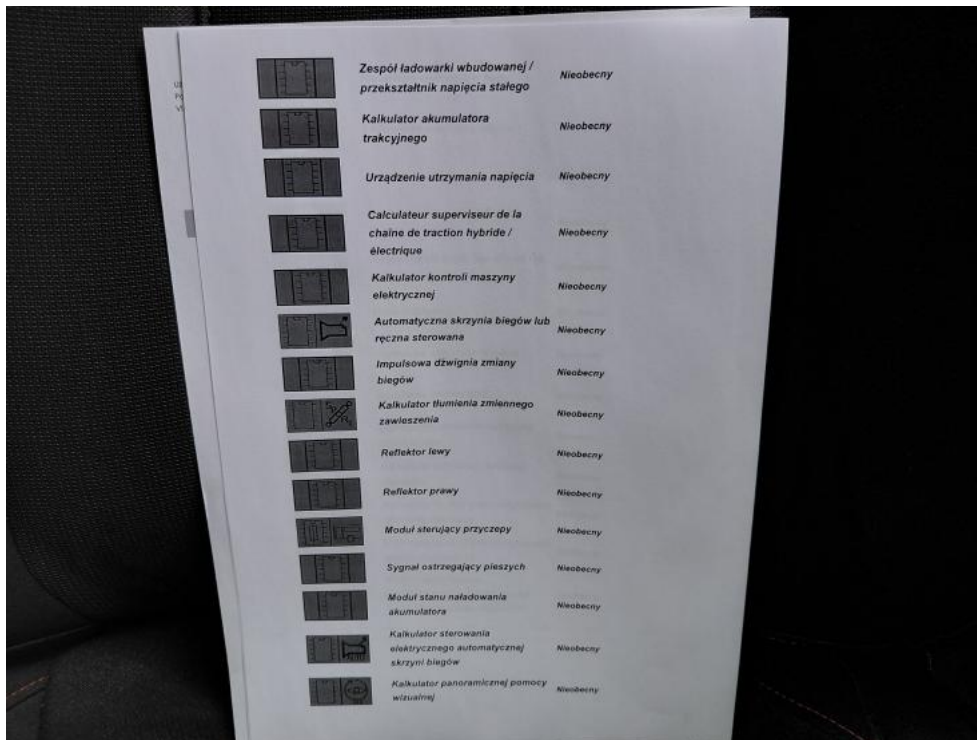 Zespół ładowarki wbudowanej / Nieobecny
przekształtnik napięcia stałego
Kalkulator akumulatora Nieobecny
trakcyjnego
Urządzenie utrzymania napięcia Nieobecny
Calculateur superviseur de la
chaîne de traction hybride / Nieobecny
électrique
Kalkulator kontroli maszyny Nieobecny
elektrycznej
Automatyczna skrzynia biegów lub Nieobecny
ręczna sterowana
Impulsowa dźwignia zmiany Nieobecny
biegów
Kalkulator tłumienia zmiennego Nieobecny
zawieszenia
Reflektor lewy Nieobecny
Reflektor prawy Nieobecny
Moduł sterujący przyczepy Nieobecny
Sygnał ostrzegający pieszych Nieobecny
Moduł stanu naładowania Nieobecny
akumulatora
Kalkulator sterowania
elektrycznego automatycznej Nieobecny
skrzyni biegów
Kalkulator panoramicznej pomocy Nieobecny
wizualnej